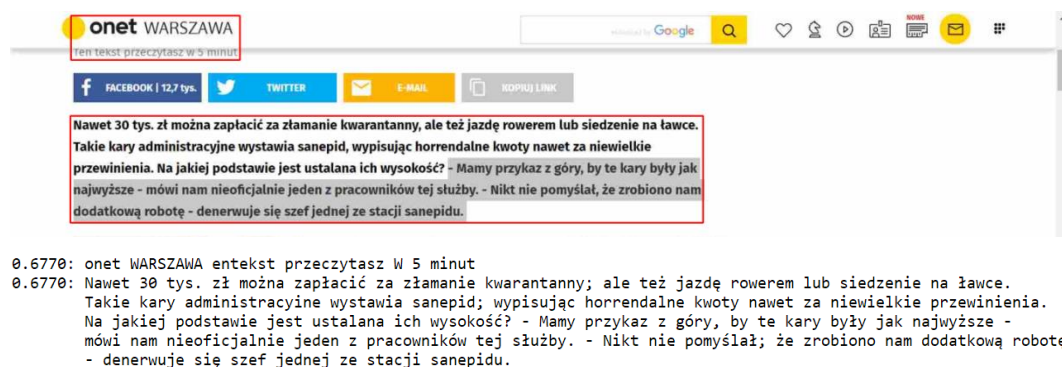 onet WARSZAWA
Google
NOWE
Ten tekst przeczytasz w 5 minut
FACEBOOK | 12,7 tys.
TWITTER
E-MAIL
KOPIUJ LINK
Nawet 30 tys. zł można zapłacić za złamanie kwarantanny, ale też jazdę rowerem lub siedzenie na ławce.
Takie kary administracyjne wystawia sanepid, wypisując horrendalne kwoty nawet za niewielkie
przewinienia. Na jakiej podstawie jest ustalana ich wysokość? - Mamy przykaz z góry, by te kary były jak
najwyższe - mówi nam nieoficjalnie jeden z pracowników tej służby. - Nikt nie pomyślał, że zrobiono nam
dodatkową robotę - denerwuje się szef jednej ze stacji sanepidu.
0.6770: onet WARSZAWA entekst przeczytasz W 5 minut
0.6770: Nawet 30 tys. zł można zapłacić za złamanie kwarantanny; ale też jazdę rowerem lub siedzenie na ławce.
Takie kary administracyine wystawia sanepid; wypisując horrendalne kwoty nawet za niewielkie przewinienia.
Na jakiej podstawie jest ustalana ich wysokość? - Mamy przykaz z góry, by te kary były jak najwyższe -
mówi nam nieoficjalnie jeden z pracowników tej służby. - Nikt nie pomyślał; że zrobiono nam dodatkową robotę
- denerwuje się szef jednej ze stacji sanepidu.